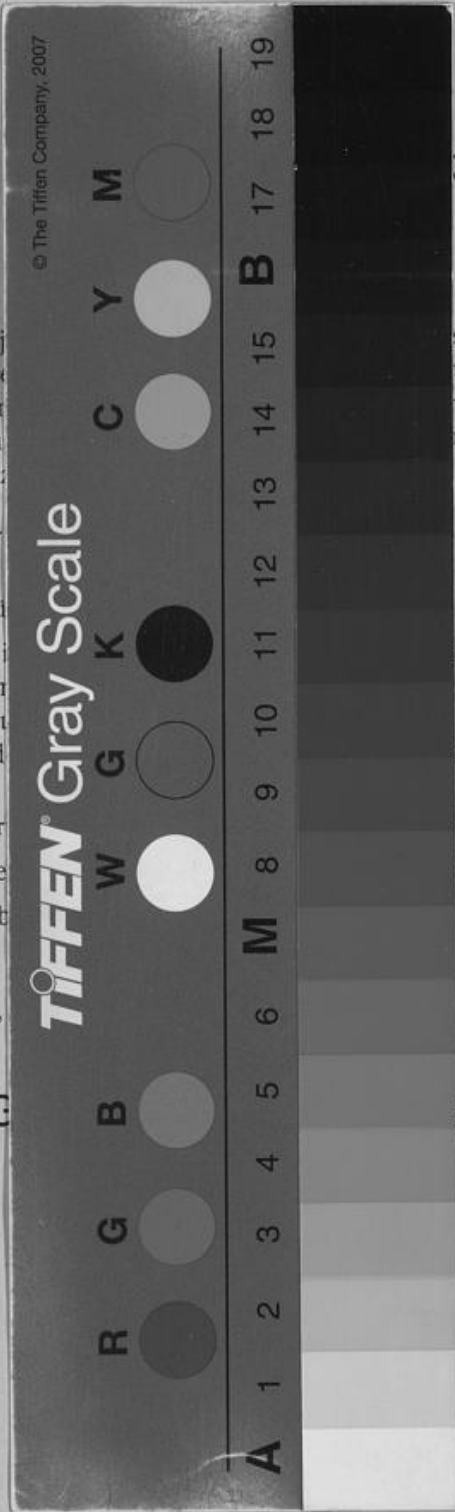 © The Tiffen Company, 2007
TIFFEN® Gray Scale
R G B W G K C Y M
A 1 2 3 4 5 6 M 8 9 10 11 12 13 14 15 B 17 18 19